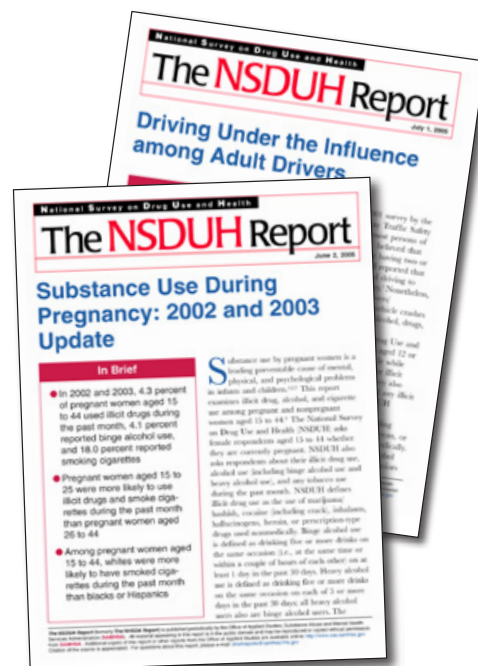 National Survey on Drug Use and Health
The NSDUH Report
July 1, 2005
Driving Under the Influence
among Adult Drivers
National Survey on Drug Use and Health
The NSDUH Report
June 2, 2005
Substance Use During
Pregnancy: 2002 and 2003
Update
In Brief
● In 2002 and 2003, 4.3 percent
of pregnant women aged 15
to 44 used illicit drugs during
the past month, 4.1 percent
reported binge alcohol use,
and 18.0 percent reported
smoking cigarettes
● Pregnant women aged 15 to
25 were more likely to use
illicit drugs and smoke ciga-
rettes during the past month
than pregnant women aged
26 to 44
● Among pregnant women aged
15 to 44, whites were more
likely to have smoked ciga-
rettes during the past month
than blacks or Hispanics
Substance use by pregnant women is a
leading preventable cause of mental,
physical, and psychological problems
in infants and children. This report
examines illicit drug, alcohol, and cigarette
use among pregnant and nonpregnant
women aged 15 to 44. The National Survey
on Drug Use and Health (NSDUH) asks
female respondents aged 15 to 44 whether
they are currently pregnant. NSDUH also
asks respondents about their illicit drug use,
alcohol use (including binge alcohol use and
heavy alcohol use), and any tobacco use
during the past month. NSDUH defines
illicit drug use as the use of marijuana/
hashish, cocaine (including crack), inhalants,
hallucinogens, heroin, or prescription-type
drugs used nonmedically. Binge alcohol use
is defined as drinking five or more drinks on
the same occasion (i.e., at the same time or
within a couple of hours of each other) on at
least 1 day in the past 30 days. Heavy alcohol
use is defined as drinking five or more drinks
on the same occasion on each of 5 or more
days in the past 30 days; all heavy alcohol
users also are binge alcohol users. The